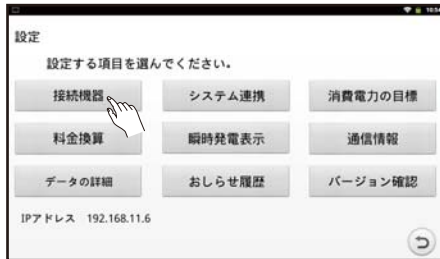 10:54
設定
設定する項目を選んでください。
接続機器 システム連携 消費電力の目標
料金換算 瞬時発電表示 通信情報
データの詳細 おしらせ履歴 バージョン確認
IPアドレス 192.168.11.6